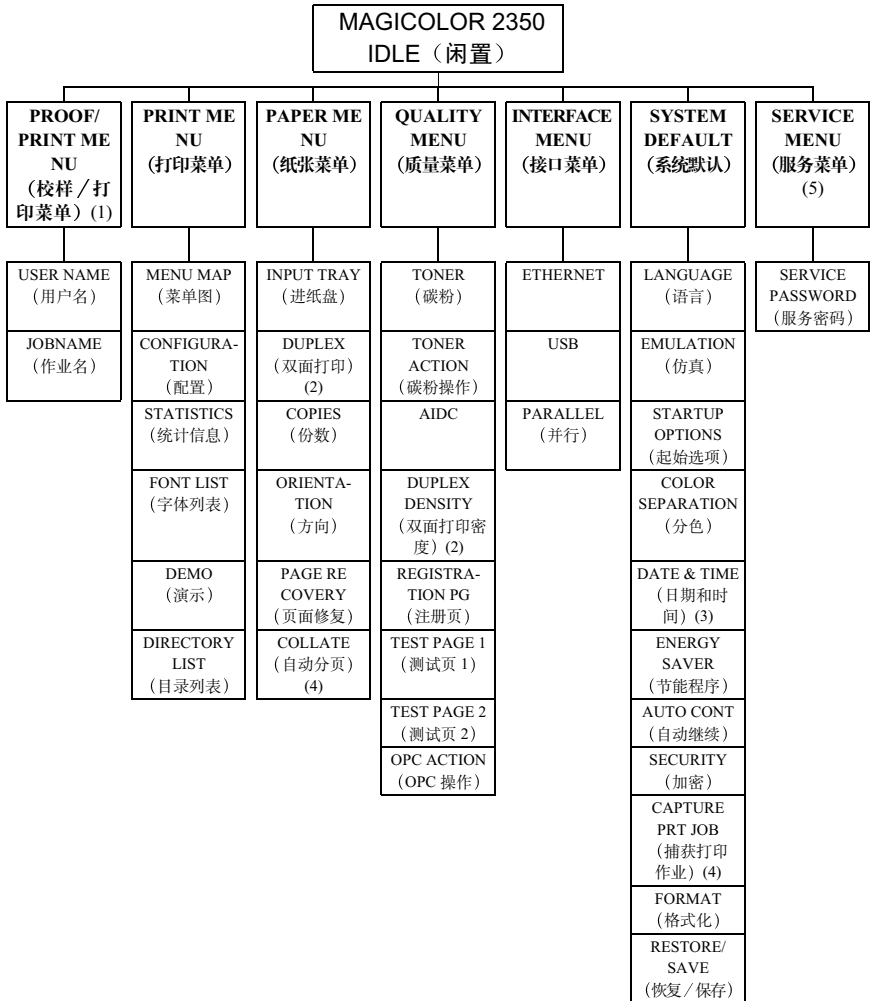 MAGICOLOR 2350
IDLE（闲置）
PROOF/
PRINT ME
NU
（校样／打
印菜单）(1)
PRINT ME
NU
（打印菜单）
PAPER ME
NU
（纸张菜单）
QUALITY
MENU
（质量菜单）
INTERFACE
MENU
（接口菜单）
SYSTEM
DEFAULT
（系统默认）
SERVICE
MENU
（服务菜单）
(5)
USER NAME
（用户名）
JOBNAME
（作业名）
MENU MAP
（菜单图）
CONFIGURA-
TION
（配置）
STATISTICS
（统计信息）
FONT LIST
（字体列表）
DEMO
（演示）
DIRECTORY
LIST
（目录列表）
INPUT TRAY
（进纸盘）
DUPLEX
（双面打印）
(2)
COPIES
（份数）
ORIENTA-
TION
（方向）
PAGE RE
COVERY
（页面修复）
COLLATE
（自动分页）
(4)
TONER
（碳粉）
TONER
ACTION
（碳粉操作）
AIDC
DUPLEX
DENSITY
（双面打印密
度）(2)
REGISTRA-
TION PG
（注册页）
TEST PAGE 1
（测试页 1）
TEST PAGE 2
（测试页 2）
OPC ACTION
（OPC 操作）
ETHERNET
USB
PARALLEL
（并行）
LANGUAGE
（语言）
EMULATION
（仿真）
STARTUP
OPTIONS
（起始选项）
COLOR
SEPARATION
（分色）
DATE & TIME
（日期和时
间）(3)
ENERGY
SAVER
（节能程序）
AUTO CONT
（自动继续）
SECURITY
（加密）
CAPTURE
PRT JOB
（捕获打印
作业）(4)
FORMAT
（格式化）
RESTORE/
SAVE
（恢复／保存）
SERVICE
PASSWORD
（服务密码）